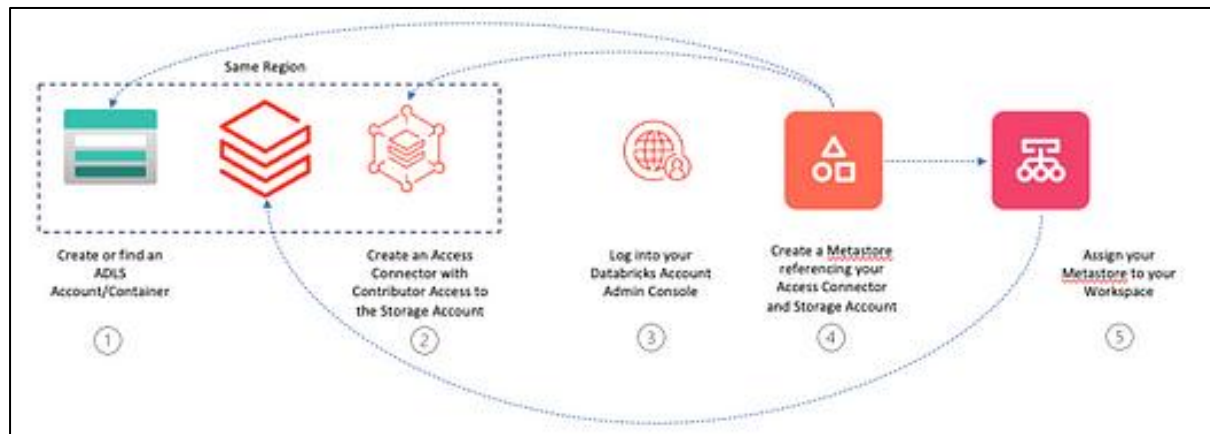 Same Region
Create or find an
ADLS
Account/Container
1
Create an Access
Connector with
Contributor Access to
the Storage Account
2
Log into your
Databricks Account
Admin Console
3
Create a Metastore
referencing your
Access Connector
and Storage Account
4
Assign your
Metastore to your
Workspace
5